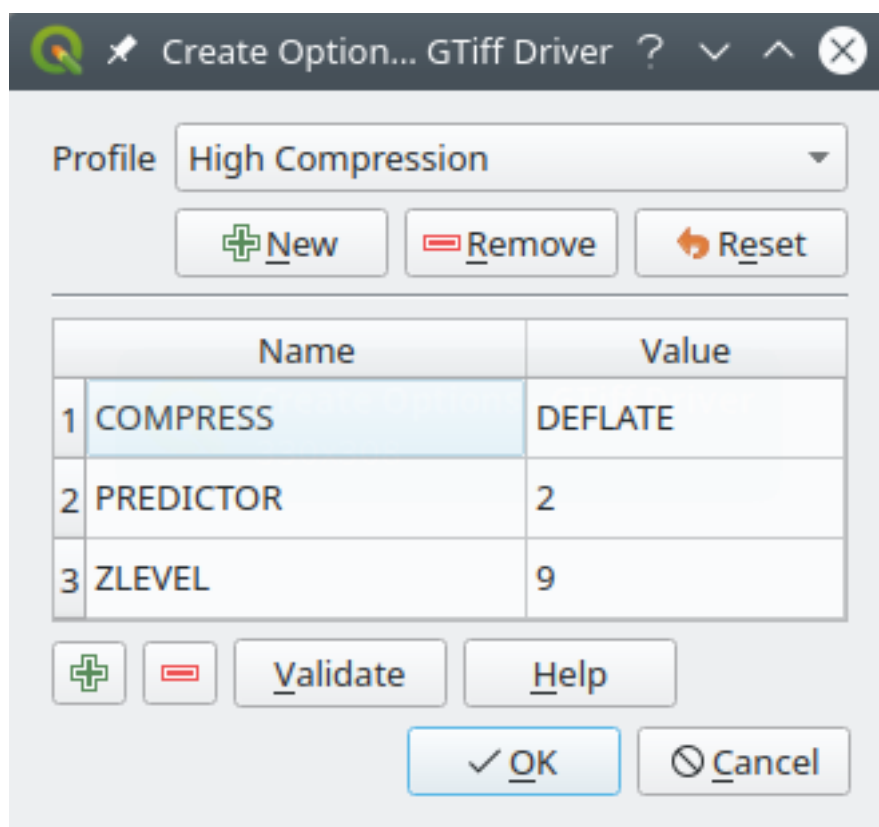 Create Option... GTiff Driver ?
Profile High Compression
New Remove Reset
Name Value
1 COMPRESS DEFLATE
2 PREDICTOR 2
3 ZLEVEL 9
Validate Help
OK Cancel